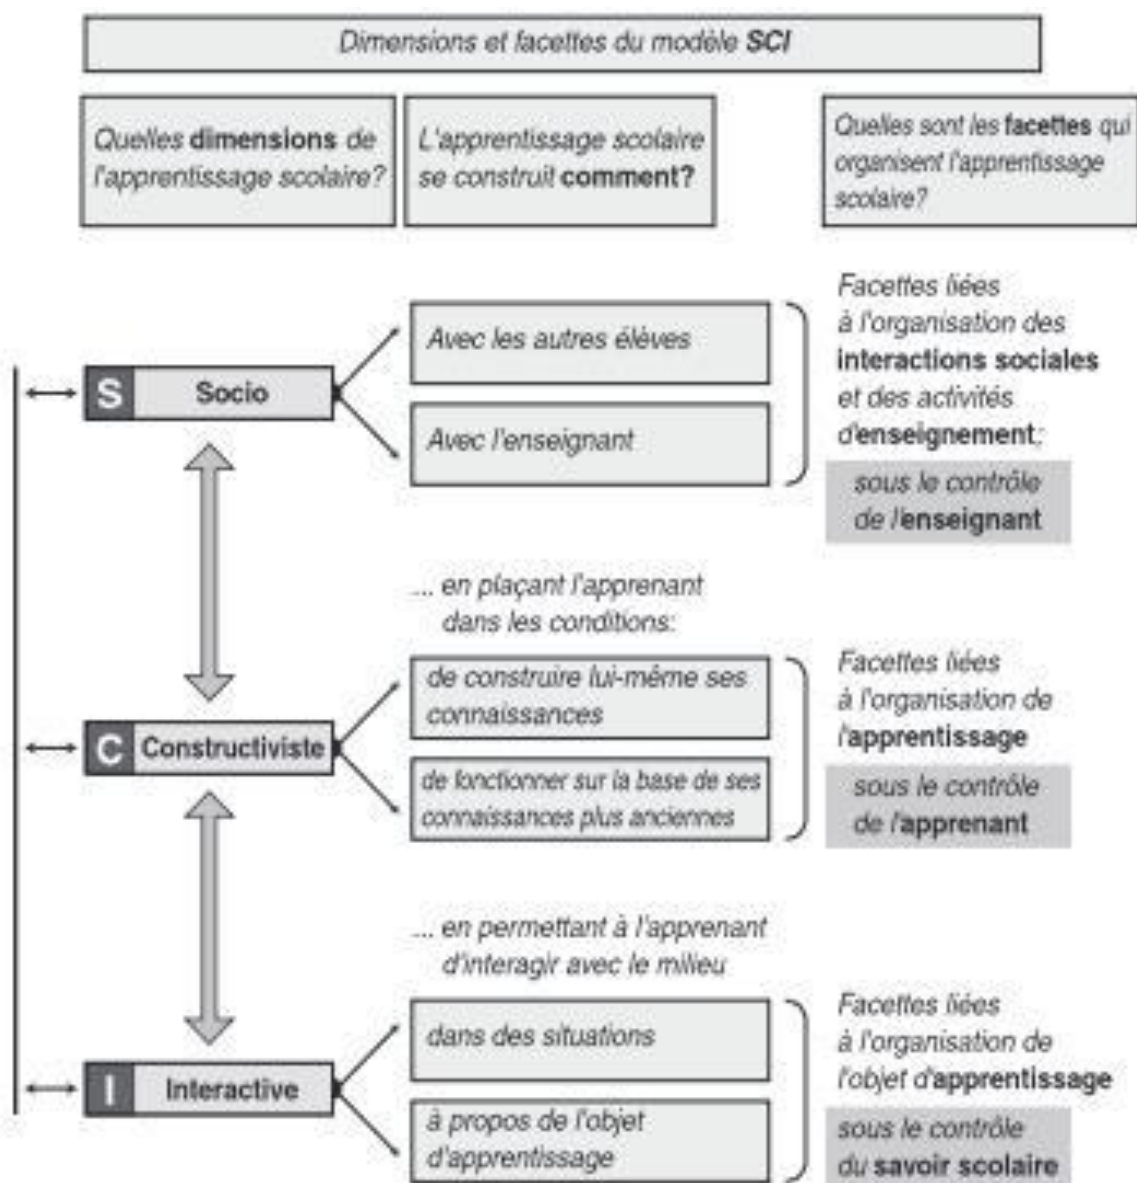 Dimensions et facettes du modèle SCI
Quelles dimensions de
l'apprentissage scolaire?
L'apprentissage scolaire
se construit comment?
Quelles sont les facettes qui
organisent l'apprentissage
scolaire?
S Socio
Avec les autres élèves
Avec l'enseignant
Facettes liées
à l'organisation des
interactions sociales
et des activités
d'enseignement;
sous le contrôle
de l'enseignant
... en plaçant l'apprenant
dans les conditions:
C Constructiviste
de construire lui-même ses
connaissances
de fonctionner sur la base de ses
connaissances plus anciennes
Facettes liées
à l'organisation de
l'apprentissage
sous le contrôle
de l'apprenant
... en permettant à l'apprenant
d'interagir avec le milieu
I Interactive
dans des situations
à propos de l'objet
d'apprentissage
Facettes liées
à l'organisation de
l'objet d'apprentissage
sous le contrôle
du savoir scolaire